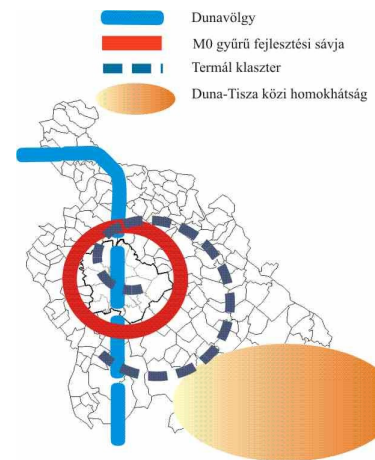 Dunavölgy
M0 gyűrű fejlesztési sávja
Termál klaszter
Duna-Tisza közi homokhátság